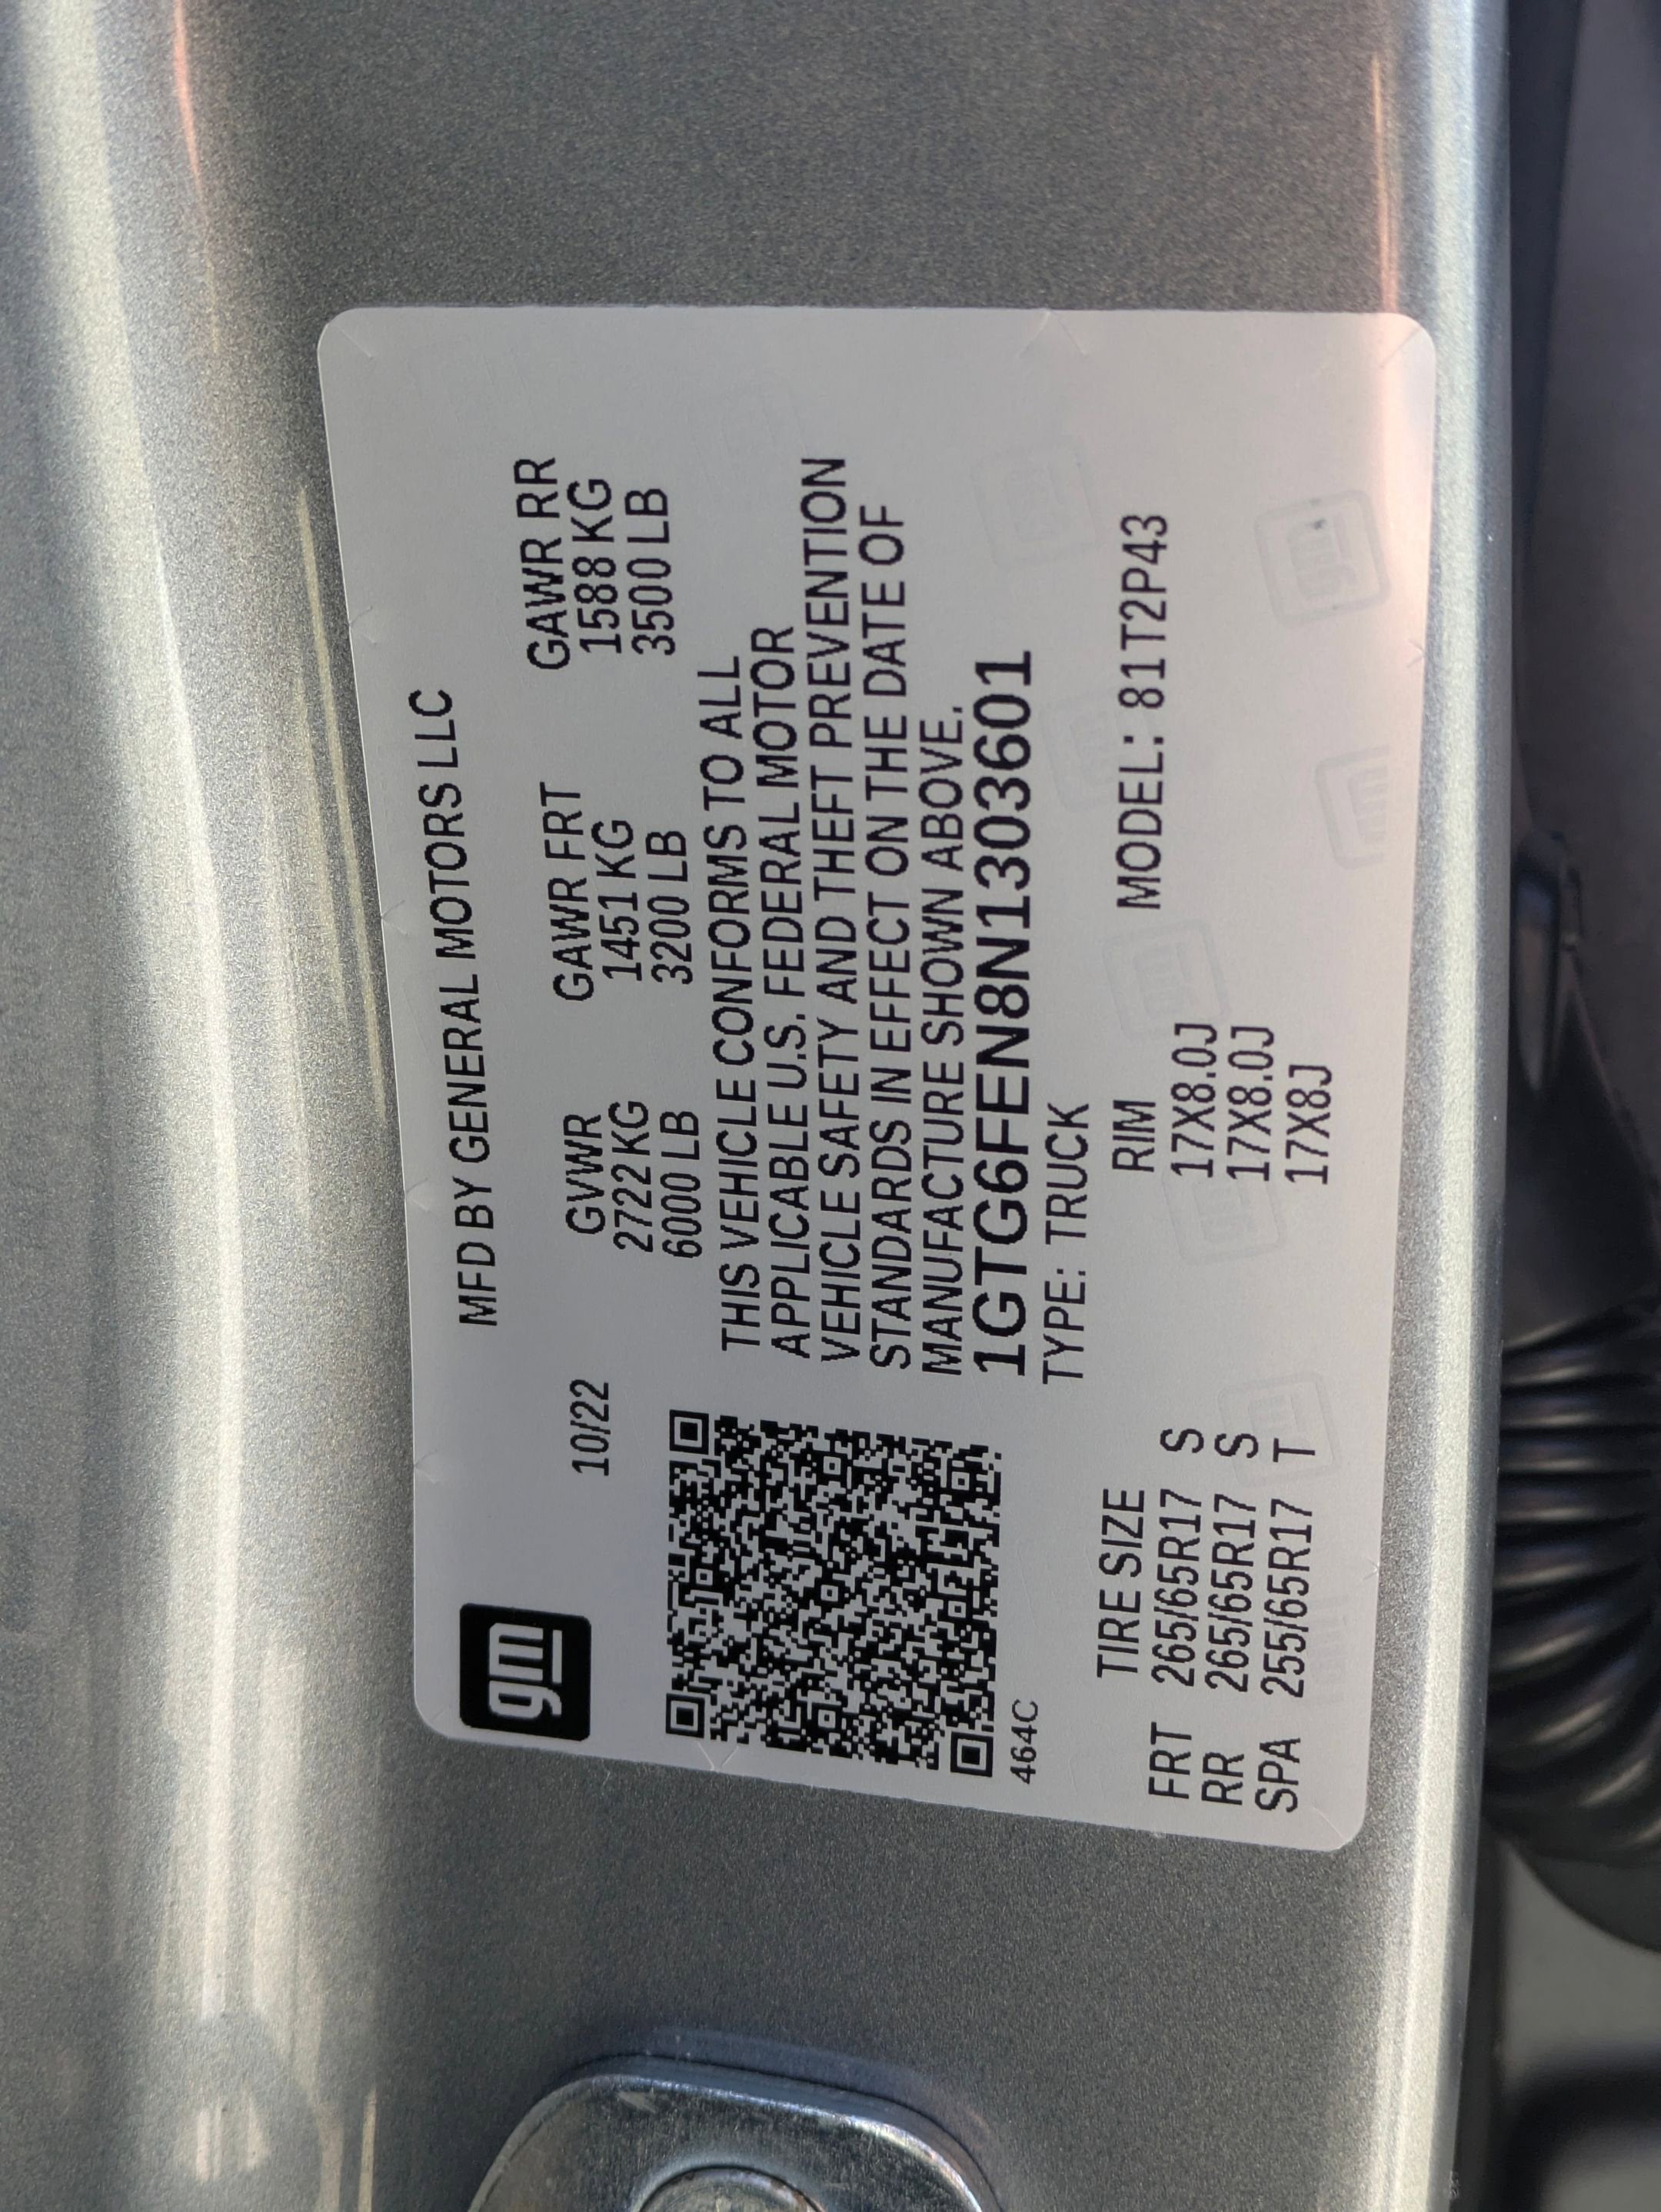 gm
MFD BY GENERAL MOTORS LLC
10/22
GVWR GAWR FRT GAWR RR
2722 KG 1451 KG 1588 KG
6000 LB 3200 LB 3500 LB
THIS VEHICLE CONFORMS TO ALL
APPLICABLE U.S. FEDERAL MOTOR
VEHICLE SAFETY AND THEFT PREVENTION
STANDARDS IN EFFECT ON THE DATE OF
MANUFACTURE SHOWN ABOVE.
1GTG6FEN8N1303601
464C
TYPE: TRUCK
TIRE SIZE RIM MODEL: 81T2P43
FRT 265/65R17 S 17X8.0J
RR 265/65R17 S 17X8.0J
SPA 255/65R17 T 17X8J